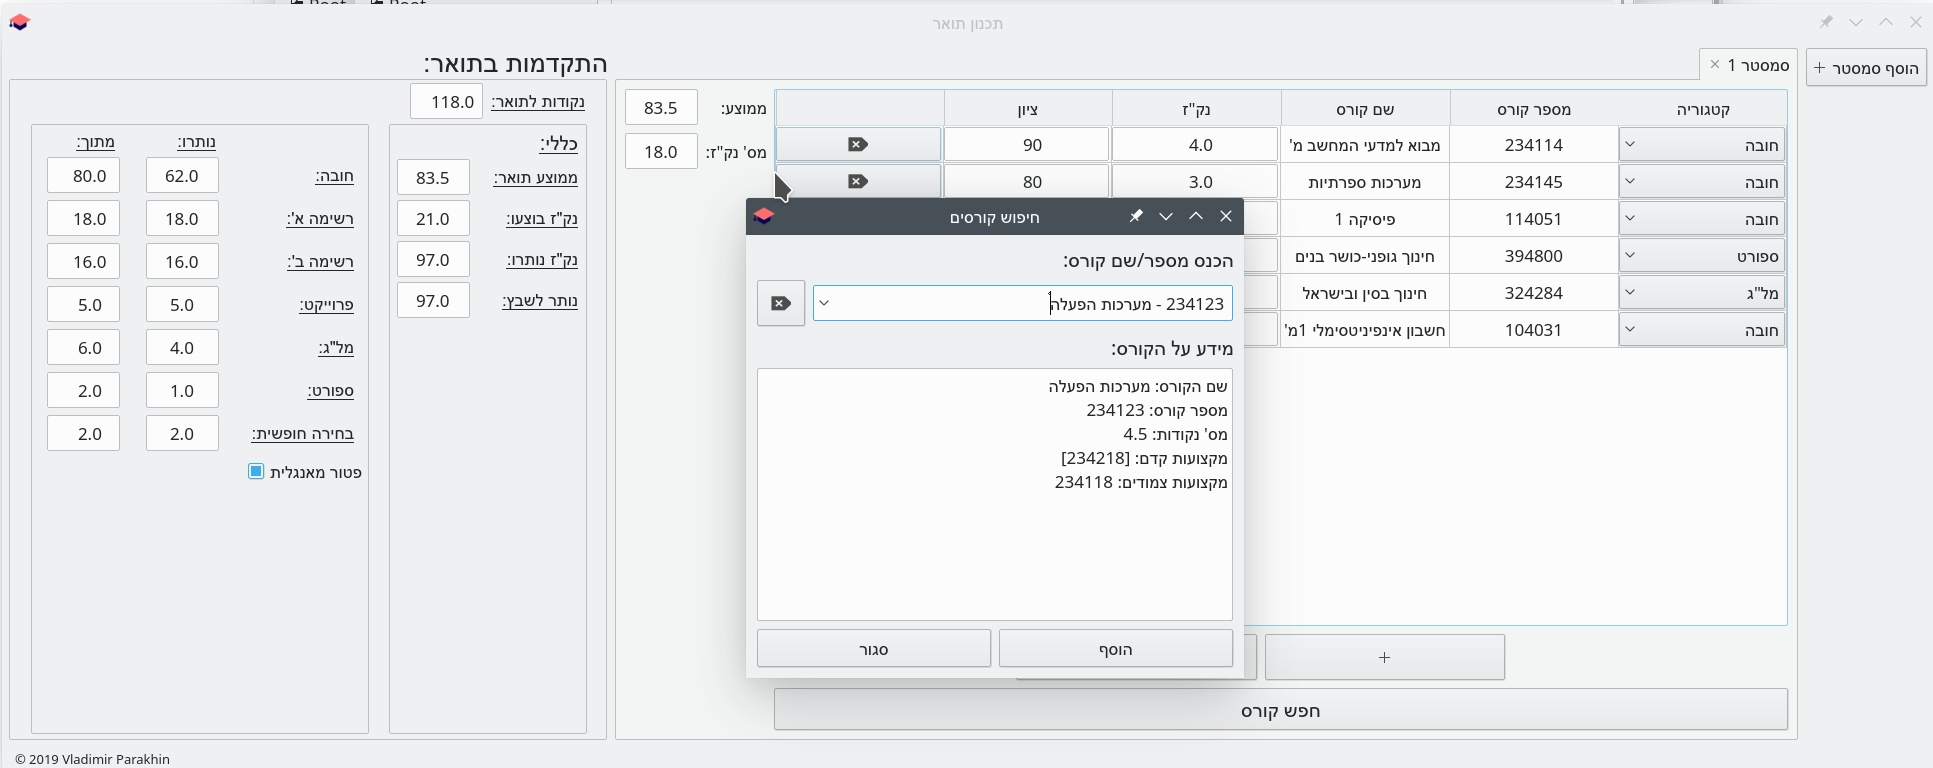 תכנון תואר
הוסף סמסטר +
סמסטר 1
קטגוריה מספר קורס שם קורס נק"ז ציון
חובה 234114 מבוא למדעי המחשב מ' 4.0 90
חובה 234145 מערכות ספרתיות 3.0 80
חובה 114051 פיסיקה 1
ספורט 394800 חינוך גופני-כושר בנים
מל"ג 324284 חינוך בסין ובישראל
חובה 104031 חשבון אינפיניטסימלי 1מ'
+
חפש קורס
ממוצע: 83.5
מס' נק"ז: 18.0
חיפוש קורסים
הכנס מספר/שם קורס:
234123 - מערכות הפעלה
מידע על הקורס:
שם הקורס: מערכות הפעלה
מספר קורס: 234123
מס' נקודות: 4.5
מקצועות קדם: [234218]
מקצועות צמודים: 234118
הוסף
סגור
התקדמות בתואר:
נקודות לתואר: 118.0
כללי:
ממוצע תואר: 83.5
נק"ז בוצעו: 21.0
נק"ז נותרו: 97.0
נותר לשבץ: 97.0
נותרו: מתוך:
חובה: 62.0 80.0
רשימה א': 18.0 18.0
רשימה ב': 16.0 16.0
פרוייקט: 5.0 5.0
מל"ג: 4.0 6.0
ספורט: 1.0 2.0
בחירה חופשית: 2.0 2.0
פטור מאנגלית
© 2019 Vladimir Parakhin